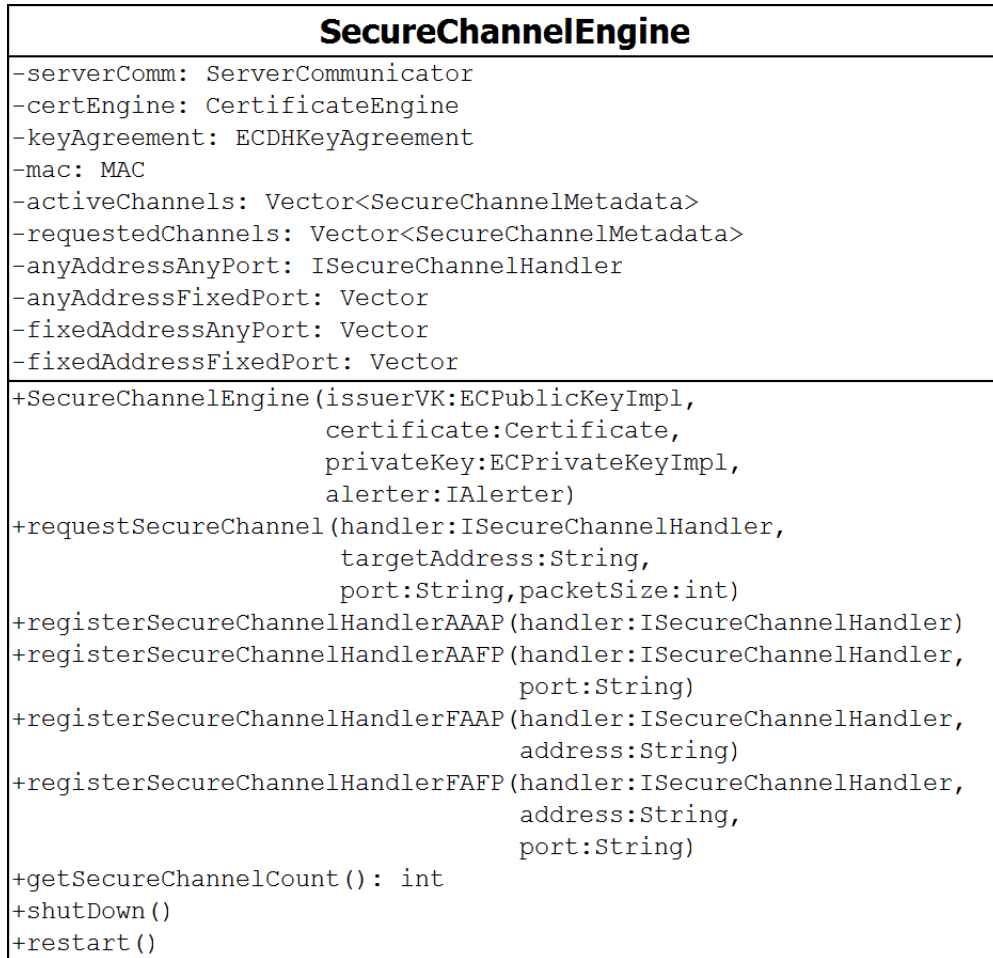 SecureChannelEngine
-serverComm: ServerCommunicator
-certEngine: CertificateEngine
-keyAgreement: ECDHKeyAgreement
-mac: MAC
-activeChannels: Vector<SecureChannelMetadata>
-requestedChannels: Vector<SecureChannelMetadata>
-anyAddressAnyPort: ISecureChannelHandler
-anyAddressFixedPort: Vector
-fixedAddressAnyPort: Vector
-fixedAddressFixedPort: Vector
+SecureChannelEngine(issuerVK:ECPublicKeyImpl,
certificate:Certificate,
privateKey:ECPrivateKeyImpl,
alerter:IAlerter)
+requestSecureChannel(handler:ISecureChannelHandler,
targetAddress:String,
port:String,packetSize:int)
+registerSecureChannelHandlerAAAP(handler:ISecureChannelHandler)
+registerSecureChannelHandlerAAFP(handler:ISecureChannelHandler,
port:String)
+registerSecureChannelHandlerFAAP(handler:ISecureChannelHandler,
address:String)
+registerSecureChannelHandlerFAFP(handler:ISecureChannelHandler,
address:String,
port:String)
+getSecureChannelCount(): int
+shutDown()
+restart()